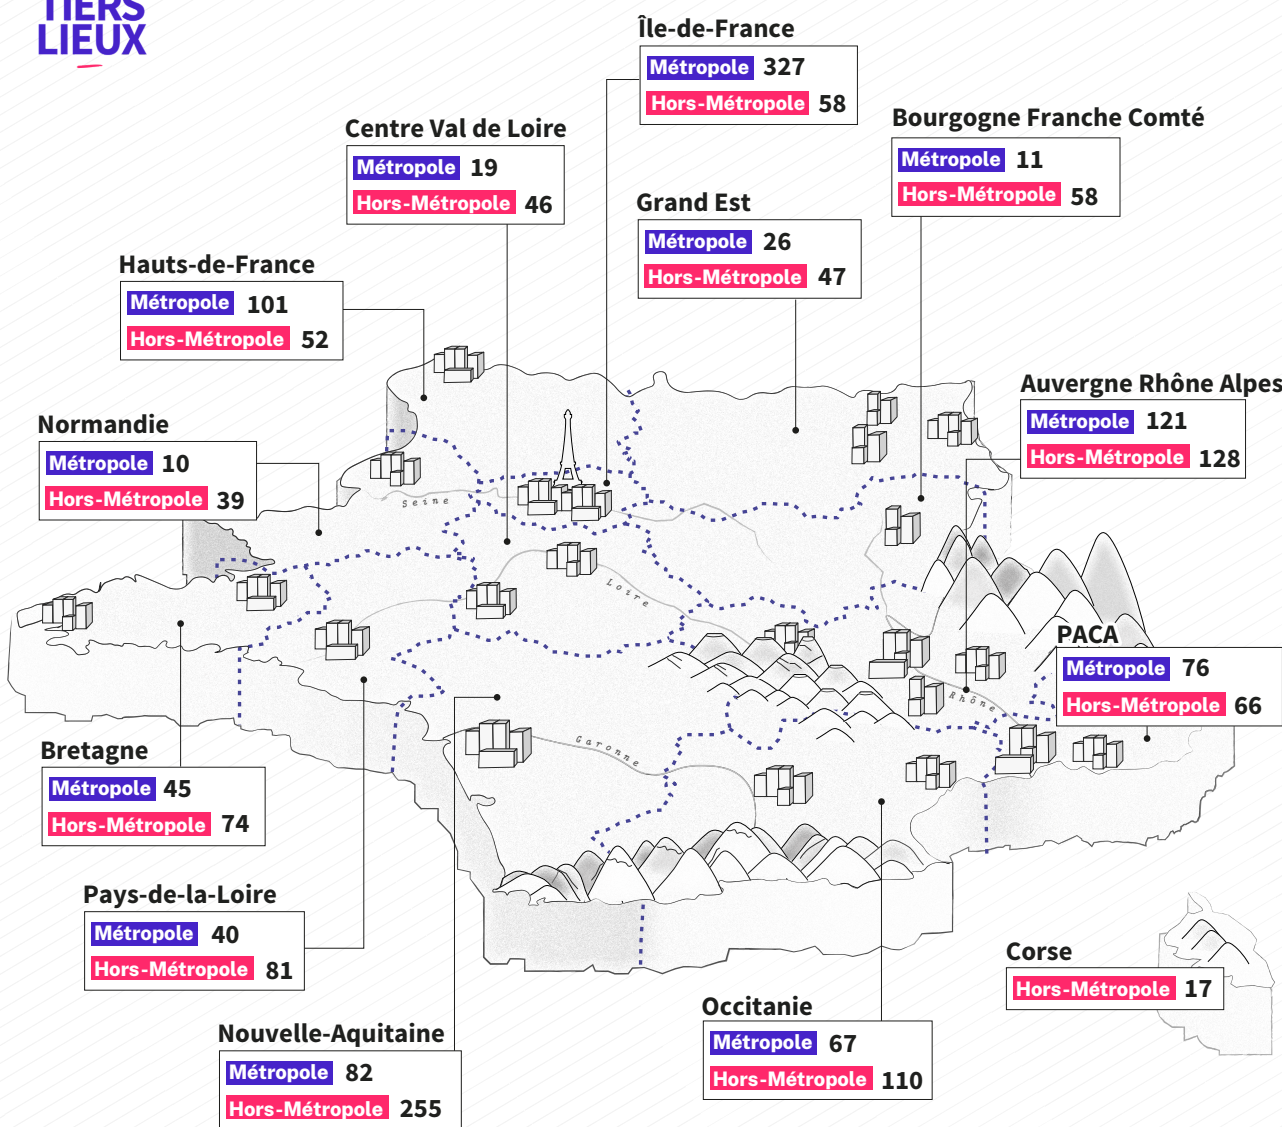 TIERS
LIEUX
Île-de-France
Métropole 327
Hors-Métropole 58
Bourgogne Franche Comté
Métropole 11
Hors-Métropole 58
Centre Val de Loire
Métropole 19
Hors-Métropole 46
Grand Est
Métropole 26
Hors-Métropole 47
Hauts-de-France
Métropole 101
Hors-Métropole 52
Auvergne Rhône Alpes
Métropole 121
Hors-Métropole 128
Normandie
Métropole 10
Hors-Métropole 39
Seine
Loire
PACA
Métropole 76
Hors-Métropole 66
Rhône
Garonne
Bretagne
Métropole 45
Hors-Métropole 74
Pays-de-la-Loire
Métropole 40
Hors-Métropole 81
Corse
Hors-Métropole 17
Occitanie
Métropole 67
Hors-Métropole 110
Nouvelle-Aquitaine
Métropole 82
Hors-Métropole 255